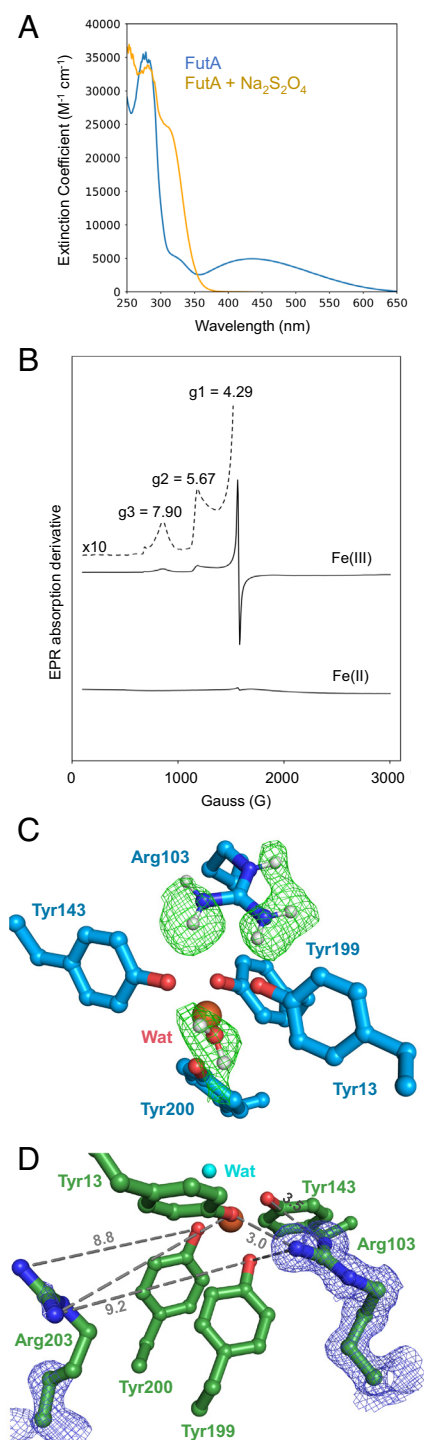 A
40000
35000
30000
25000
20000
15000
10000
5000
0
Extinction Coefficient (M⁻¹ cm⁻¹)
FutA
FutA + Na₂S₂O₄
250 300 350 400 450 500 550 600 650
Wavelength (nm)
B
g1 = 4.29
g2 = 5.67
g3 = 7.90
x10
Fe(III)
Fe(II)
EPR absorption derivative
0 1000 2000 3000
Gauss (G)
C
Arg103
Tyr143
Tyr199
Wat
Tyr13
Tyr200
D
Wat
Tyr13
Tyr143
3.5
8.8
3.0
Arg103
9.2
Arg203
Tyr200
Tyr199